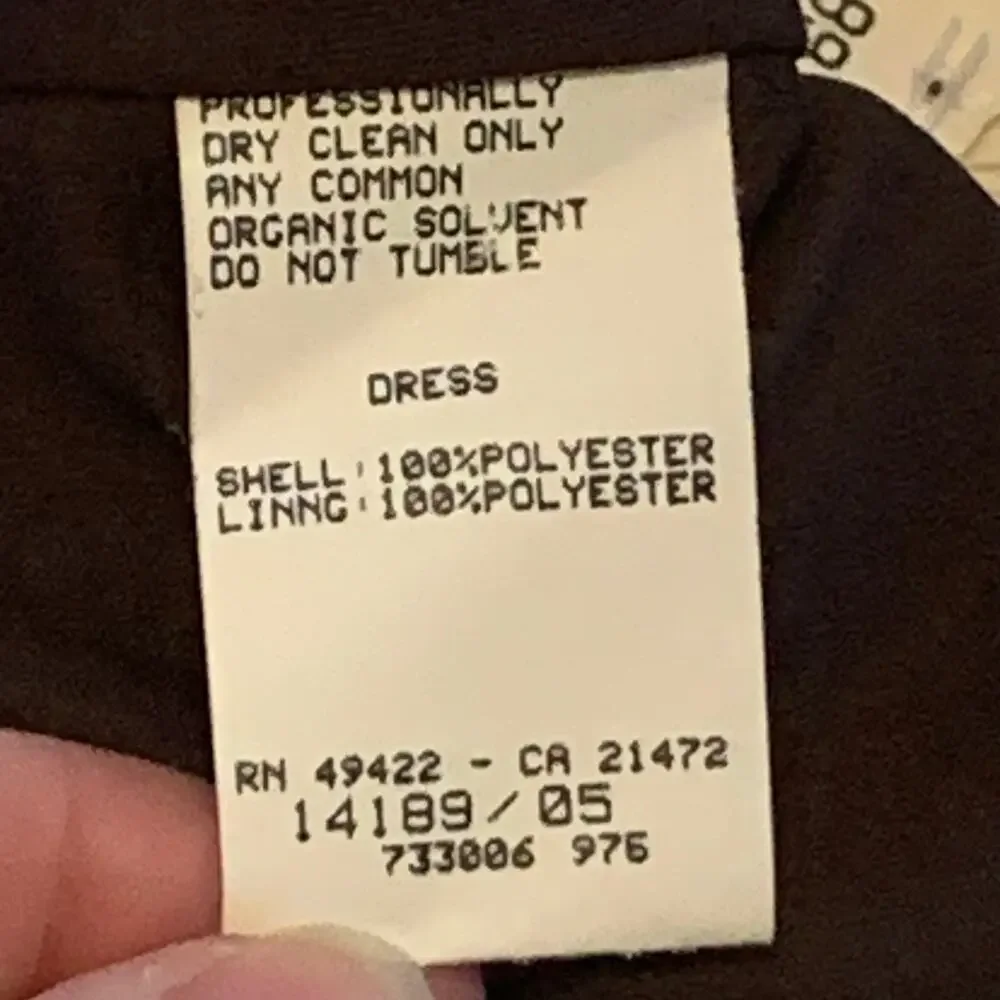 PROFESSIONALLY
DRY CLEAN ONLY
ANY COMMON
ORGANIC SOLVENT
DO NOT TUMBLE
DRESS
SHELL:100%POLYESTER
LINNG:100%POLYESTER
RN 49422 - CA 21472
14189/05
733006 976